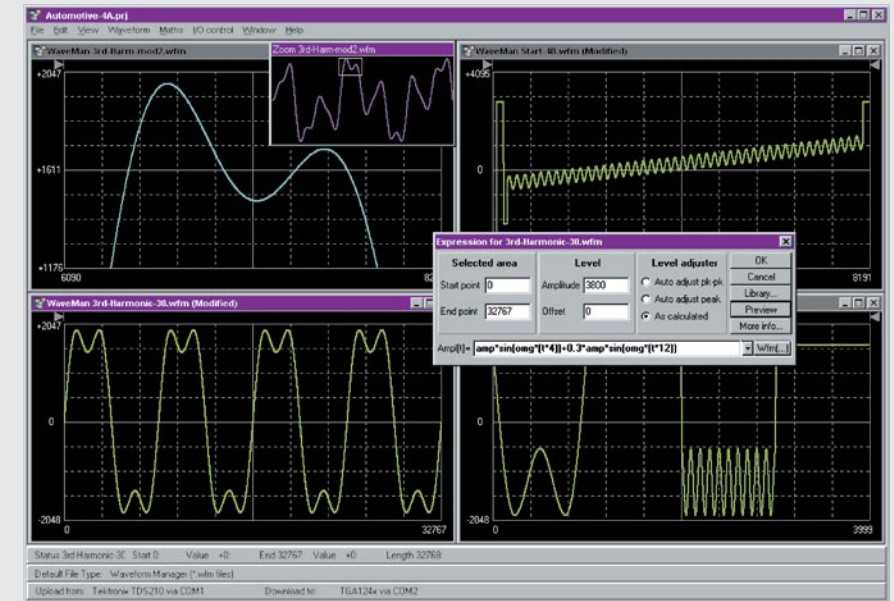 Automotive-4A.prj
File Edit View Waveform Maths I/O control Window Help
WaveMan 3rd-Harm-mod2.wfm
Zoom 3rd-Harm-mod2.wfm
WaveMan Start-4B.wfm (Modified)
+2047
+1611
+1175
6090
+4095
0
8191
Expression for 3rd-Harmonic-30.wfm
Selected area
Start point 0
End point 32767
Level
Amplitude 3800
Offset 0
Level adjuster
Auto adjust pk-pk
Auto adjust peak
As calculated
OK
Cancel
Library...
Preview
More info...
Amp(t)= amp*sin(omg*(t*4))+0.3*amp*sin(omg*(t*12)) Wfm(...)
WaveMan 3rd-Harmonic-30.wfm (Modified)
+2047
0
-2048
0 32767
0
-2048
0 3999
Status 3rd-Harmonic-30 Start 0: Value +0: End 32767: Value +0: Length 32768
Default File Type: Waveform Manager (*.wfm files)
Upload from: Tektronix TDS210 via COM1 Download to: TGA124x via COM2